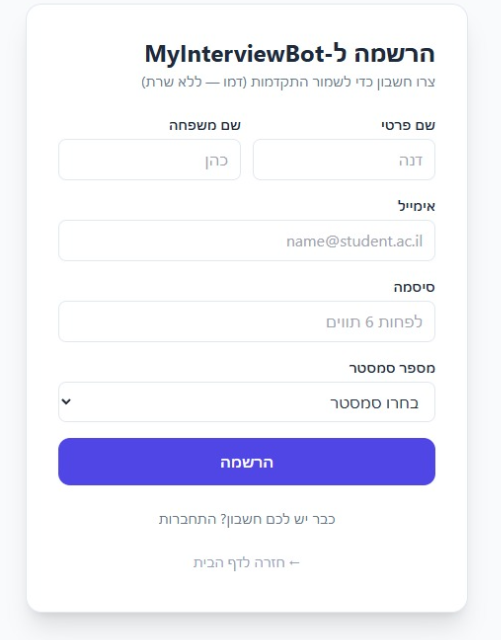 הרשמה ל-MyInterviewBot
צרו חשבון כדי לשמור התקדמות (דמו — ללא שרת)
שם פרטי
שם משפחה
דנה
כהן
אימייל
name@student.ac.il
סיסמה
לפחות 6 תווים
מספר סמסטר
בחרו סמסטר
הרשמה
כבר יש לכם חשבון? התחברות
← חזרה לדף הבית